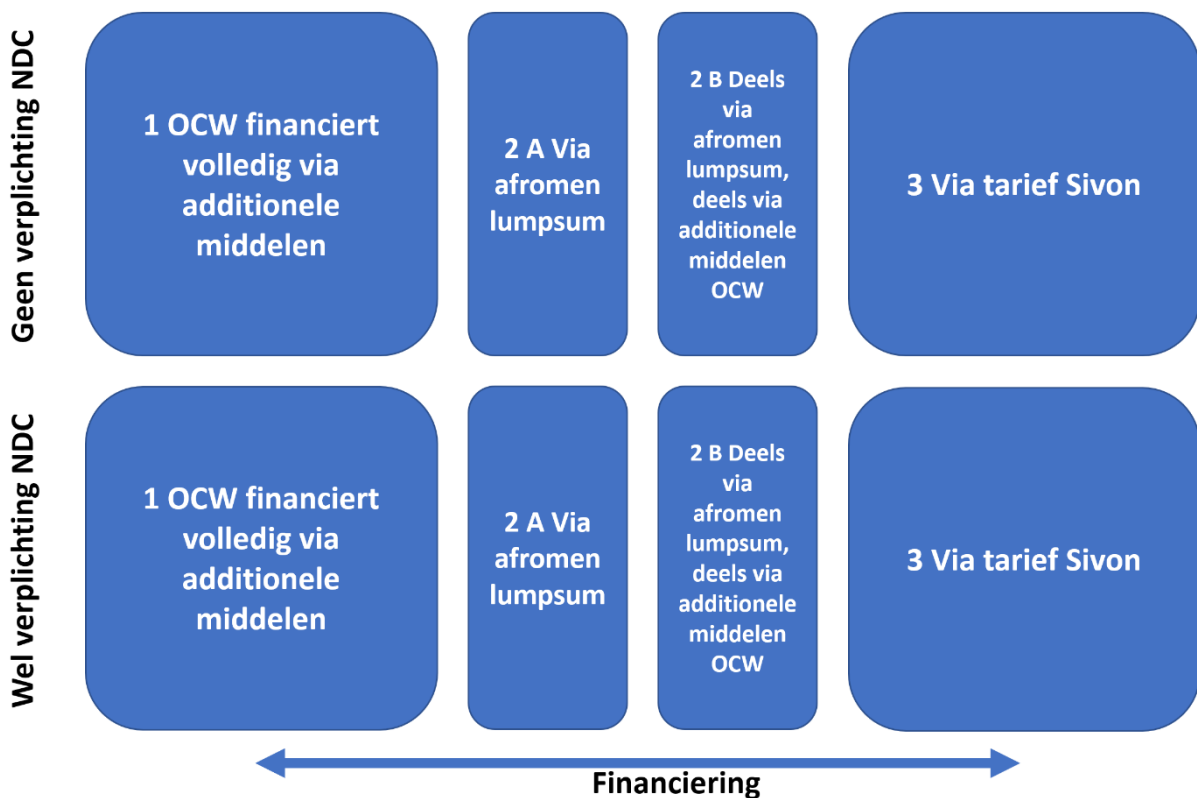 Geen verplichting NDC
1 OCW financiert
volledig via
additionele
middelen
2 A Via
afromen
lumpsum
2 B Deels
via
afromen
lumpsum,
deels via
additionele
middelen
OCW
3 Via tarief Sivon
Wel verplichting NDC
1 OCW financiert
volledig via
additionele
middelen
2 A Via
afromen
lumpsum
2 B Deels
via
afromen
lumpsum,
deels via
additionele
middelen
OCW
3 Via tarief Sivon
Financiering